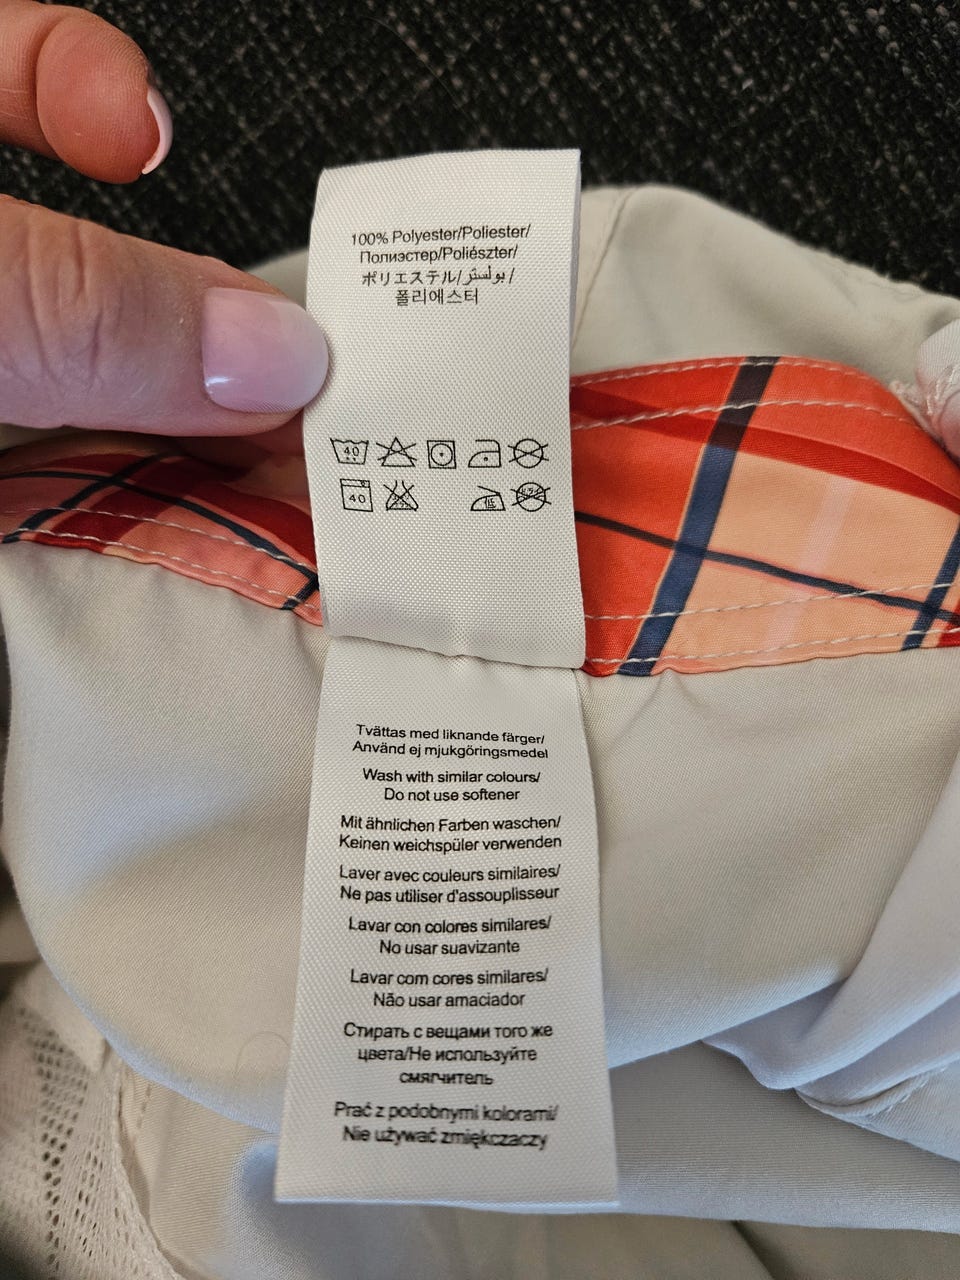 100% Polyester/Poliester/
Полиэстер/Poliészter/
ポリエステル/بولستر/
폴리에스터
40
40
Tvättas med liknande färger/
Använd ej mjukgöringsmedel
Wash with similar colours/
Do not use softener
Mit ähnlichen Farben waschen/
Keinen weichspüler verwenden
Laver avec couleurs similaires/
Ne pas utiliser d'assouplisseur
Lavar con colores similares/
No usar suavizante
Lavar com cores similares/
Não usar amaciador
Стирать с вещами того же
цвета/Не используйте
смягчитель
Prać z podobnymi kolorami/
Nie używać zmiękczaczy